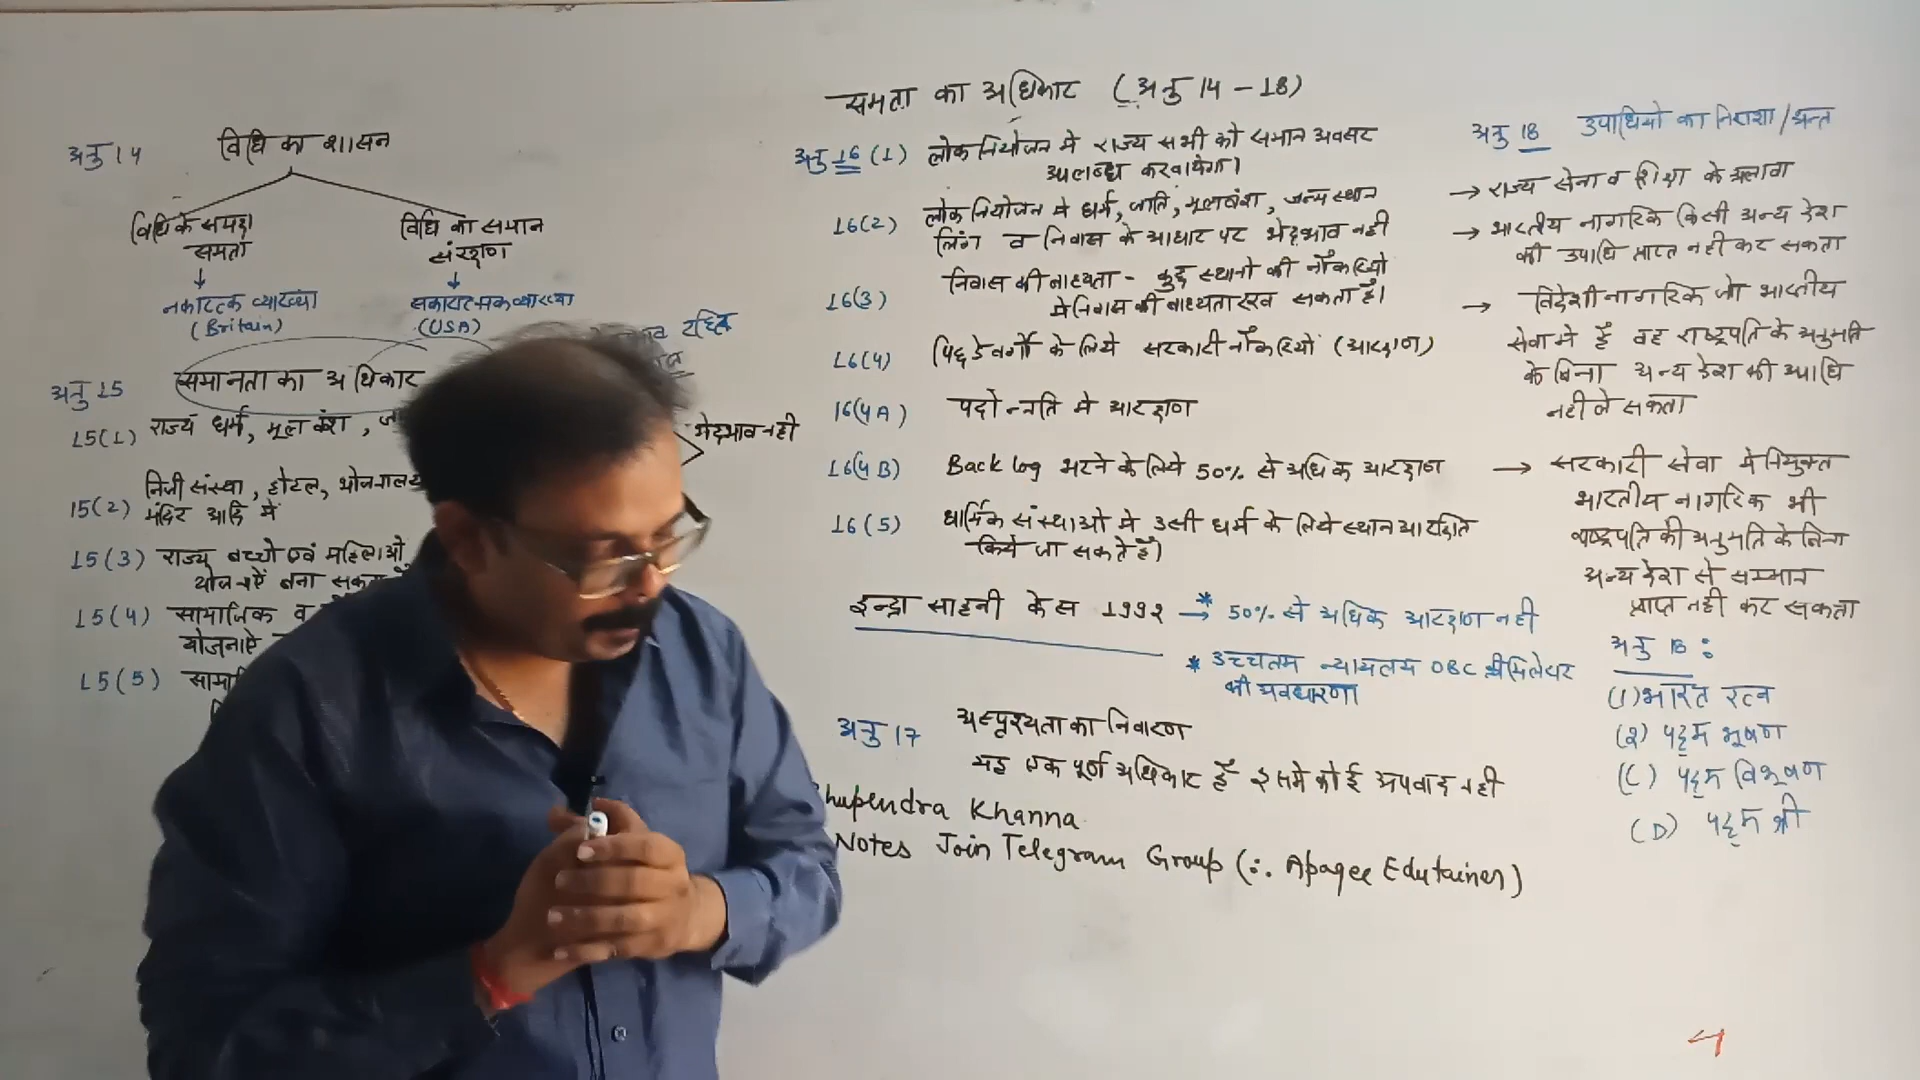 समता का अधिकार (अनु 14 - 18)
अनु 14 विधि का शासन
विधि के समक्ष समता
विधि का समान संरक्षण
नकारात्क व्याख्या (Britain)
सकारात्मक व्याख्या (USA)
अनु 15 समानता का अधिकार
15(1) राज्य धर्म, मूल वंश,
भेदभाव नही
15(2) निजी संस्था, होटल, भोजनालय
मंदिर आदि में
15(3) राज्य बच्चो एवं महिलाओ
योजनाऐं बना
15(4) सामाजिक व
योजनाऐ
15(5)
अनु 16 (1) लोक नियोजन मे राज्य सभी को समान अवसर
उपलब्ध करवायेगा।
16(2) लोक नियोजन मे धर्म, जाति, मूलवंश, जन्म स्थान
लिंग व निवास के आधार पर भेदभाव नही
16(3) निवास की बाध्यता - कुछ स्थानो की नौकरियो
मे निवास की बाध्यता रख सकता है।
16(4) पिछडे वर्गो के लिये सरकारी नौकरियों (आरक्षण)
16(4A) पदोन्नति मे आरक्षण
16(4B) Back log भरने के लिये 50% से अधिक आरक्षण
16(5) धार्मिक संस्थाओ मे उसी धर्म के लिये स्थान आरक्षित
किये जा सकते है।
इन्द्रा साहनी केस 1992 → * 50% से अधिक आरक्षण नही
* उच्चतम न्यायलय OBC क्रीमिलेयर
की अवधारणा
अनु 17 अस्पृश्यता का निवारण
यह एक पूर्ण अधिकार है इसमे कोई अपवाद नही
hupendra Khanna
Notes Join Telegram Group (:. Apagee Edutainer)
अनु 18 उपाधियो का
→ राज्य सेना व शिक्षा के अलावा
→ भारतीय नागरिक किसी अन्य देश
की उपाधि प्राप्त नही कर सकता
→ विदेशी नागरिक जो भारतीय
सेवा मे है वह राष्ट्रपति के अनुमति
के बिना अन्य देश की उपाधि
नही ले सकता
→ सरकारी सेवा मे नियुक्त
भारतीय नागरिक भी
राष्ट्रपति की अनुमति के बिना
अन्य देश से सम्मान
प्राप्त नही कर सकता
अनु 18 :
(1) भारत रत्न
(2) पद्दम भूषण
(C) पद्दम विभूषण
(D) पद्दम श्री
4